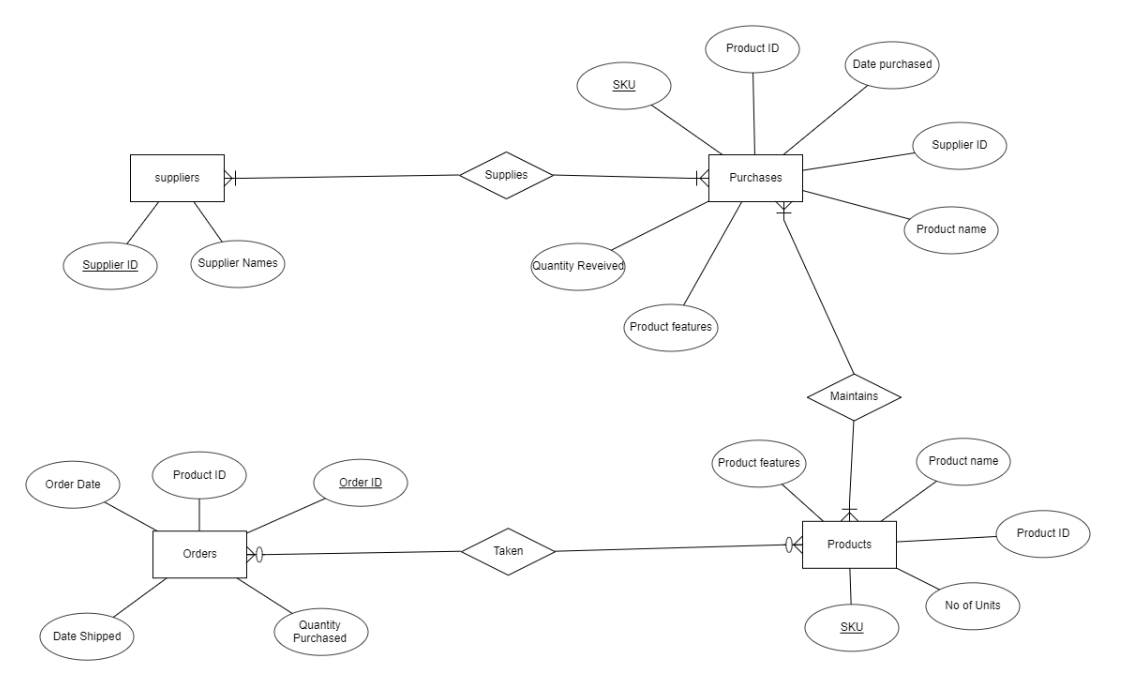 Product ID
Date purchased
SKU
Supplier ID
suppliers
Supplies
Purchases
Product name
Supplier ID
Supplier Names
Quantity Reveived
Product features
Maintains
Product features
Product name
Order Date
Product ID
Order ID
Product ID
Orders
Taken
Products
No of Units
Date Shipped
Quantity
Purchased
SKU